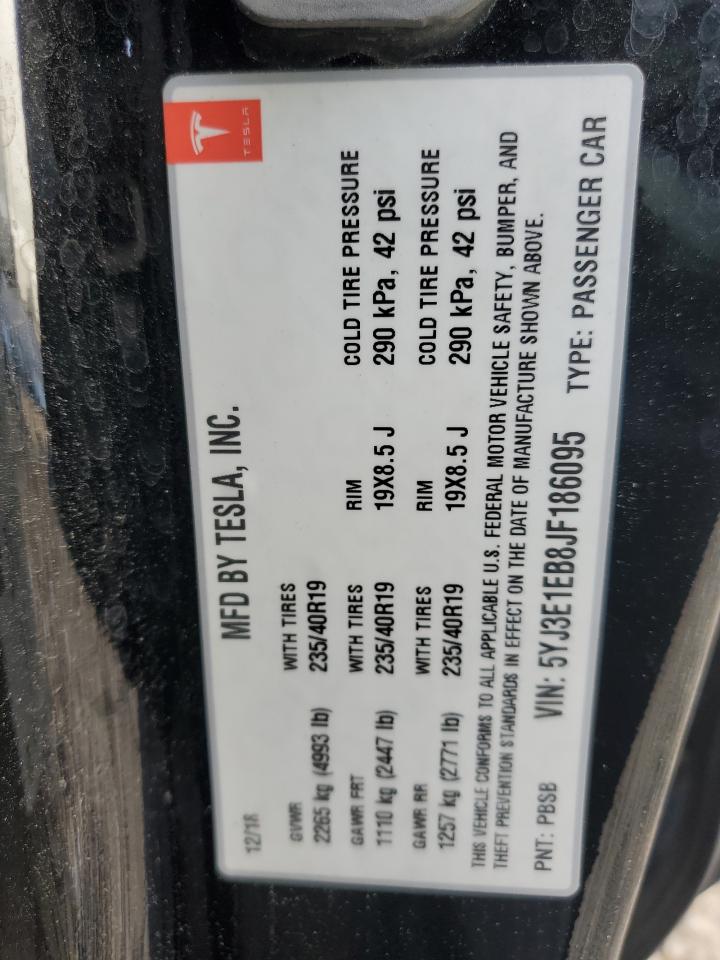 TESLA
MFD BY TESLA, INC.
12/18
GVWR WITH TIRES
2265 kg (4993 lb) 235/40R19
GAWR FRT WITH TIRES RIM COLD TIRE PRESSURE
1110 kg (2447 lb) 235/40R19 19X8.5 J 290 kPa, 42 psi
GAWR RR WITH TIRES RIM COLD TIRE PRESSURE
1257 kg (2771 lb) 235/40R19 19X8.5 J 290 kPa, 42 psi
THIS VEHICLE CONFORMS TO ALL APPLICABLE U.S. FEDERAL MOTOR VEHICLE SAFETY, BUMPER, AND
THEFT PREVENTION STANDARDS IN EFFECT ON THE DATE OF MANUFACTURE SHOWN ABOVE.
PNT: PBSB VIN: 5YJ3E1EB8JF186095 TYPE: PASSENGER CAR